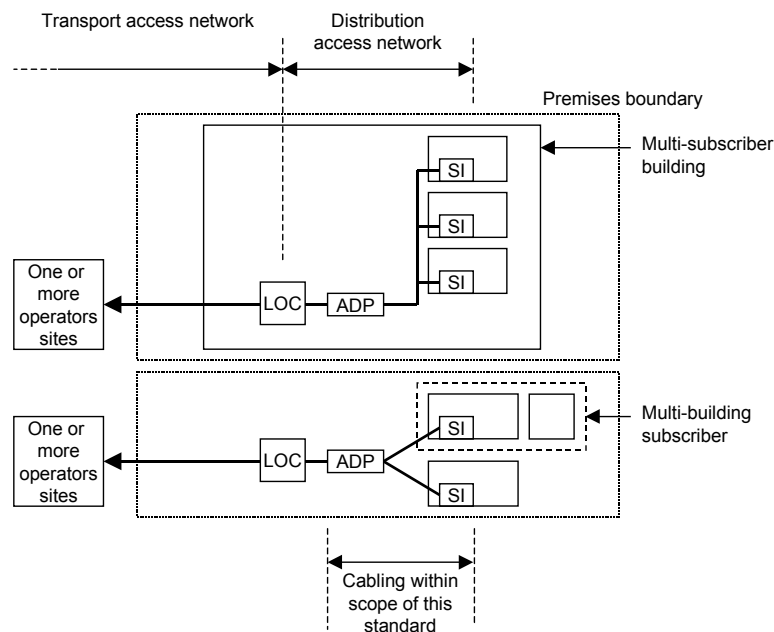 Transport access network
Distribution
access network
Premises boundary
Multi-subscriber
building
SI
SI
SI
One or
more
operators
sites
LOC
ADP
Multi-building
subscriber
SI
One or
more
operators
sites
LOC
ADP
SI
Cabling within
scope of this
standard